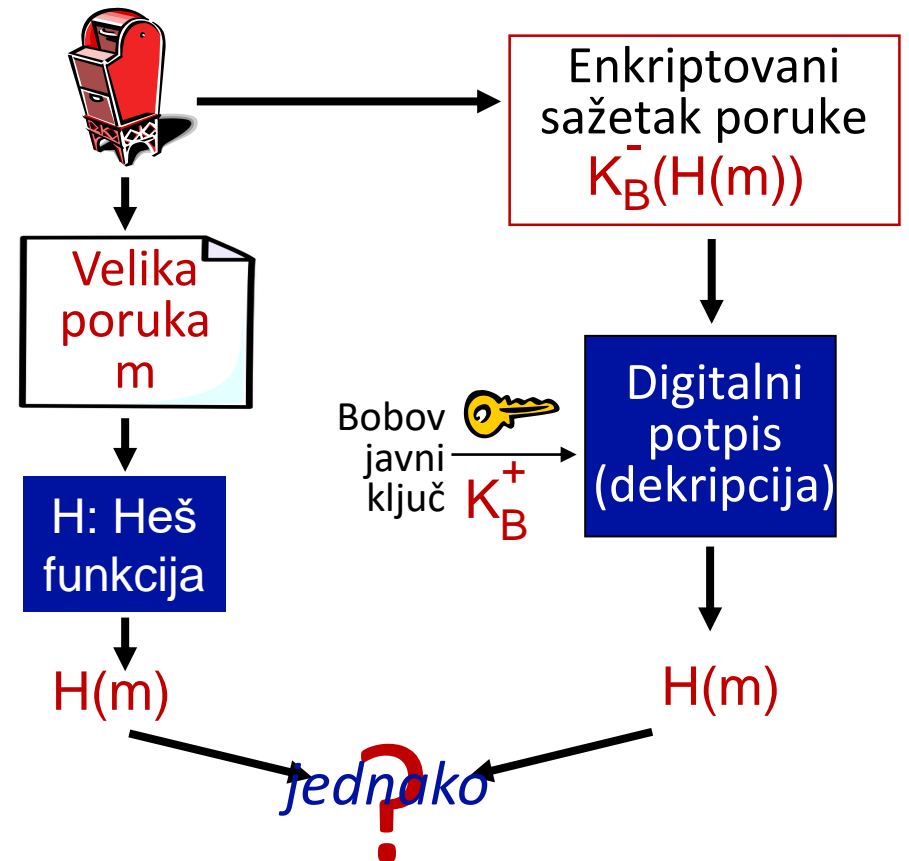 Enkriptovani
sažetak poruke
K⁻B(H(m))
Velika
poruka
m
H: Heš
funkcija
H(m)
Bobov
javni
ključ
K⁺B
Digitalni
potpis
(dekripcija)
H(m)
jednako
?